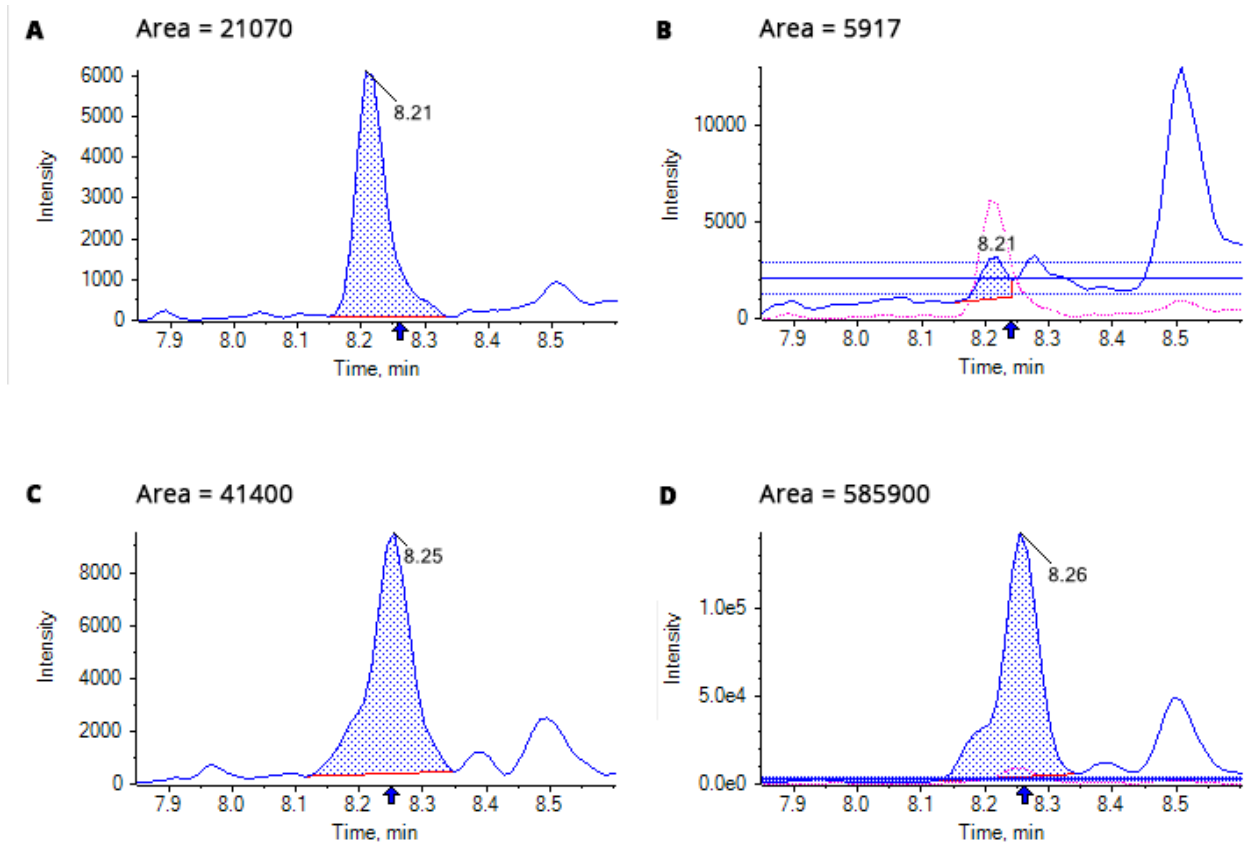 A Area = 21070
6000
5000
4000
3000
2000
1000
0
Intensity
8.21
7.9 8.0 8.1 8.2 8.3 8.4 8.5
Time, min
B Area = 5917
10000
5000
0
Intensity
8.21
7.9 8.0 8.1 8.2 8.3 8.4 8.5
Time, min
C Area = 41400
8000
6000
4000
2000
0
Intensity
8.25
7.9 8.0 8.1 8.2 8.3 8.4 8.5
Time, min
D Area = 585900
1.0e5
5.0e4
0.0e0
Intensity
8.26
7.9 8.0 8.1 8.2 8.3 8.4 8.5
Time, min